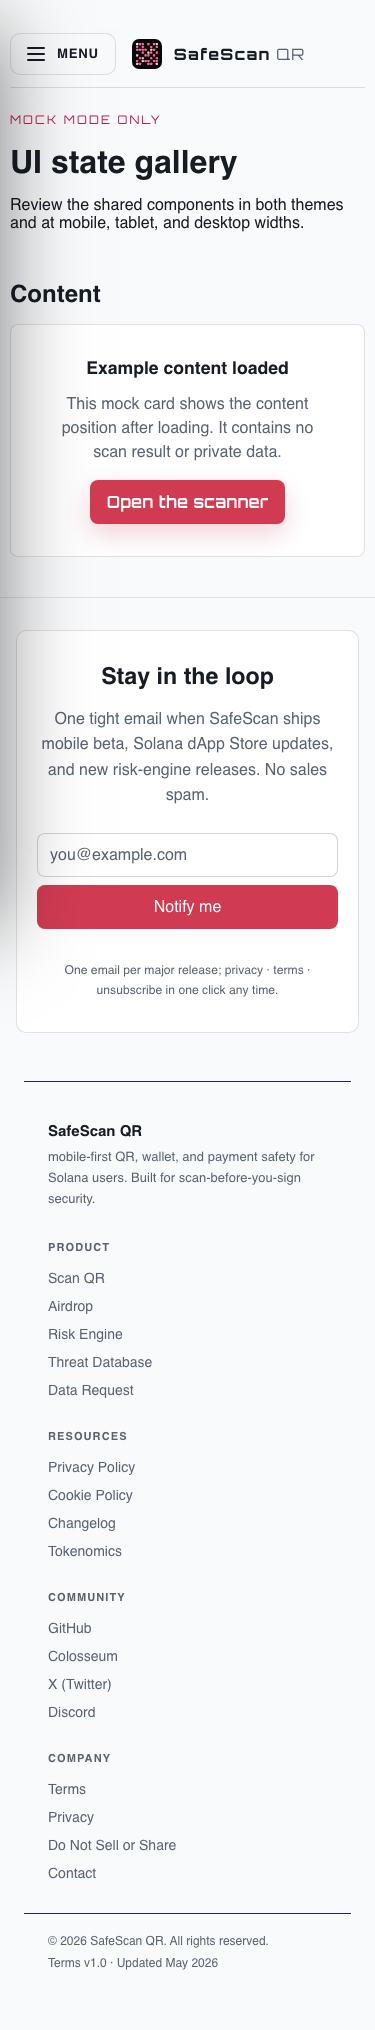 MENU
SafeScan QR
MOCK MODE ONLY
UI state gallery
Review the shared components in both themes
and at mobile, tablet, and desktop widths.
Content
Example content loaded
This mock card shows the content
position after loading. It contains no
scan result or private data.
Open the scanner
Stay in the loop
One tight email when SafeScan ships
mobile beta, Solana dApp Store updates,
and new risk-engine releases. No sales
spam.
you@example.com
Notify me
One email per major release; privacy · terms ·
unsubscribe in one click any time.
SafeScan QR
mobile-first QR, wallet, and payment safety for
Solana users. Built for scan-before-you-sign
security.
PRODUCT
Scan QR
Airdrop
Risk Engine
Threat Database
Data Request
RESOURCES
Privacy Policy
Cookie Policy
Changelog
Tokenomics
COMMUNITY
GitHub
Colosseum
X (Twitter)
Discord
COMPANY
Terms
Privacy
Do Not Sell or Share
Contact
© 2026 SafeScan QR. All rights reserved.
Terms v1.0 · Updated May 2026